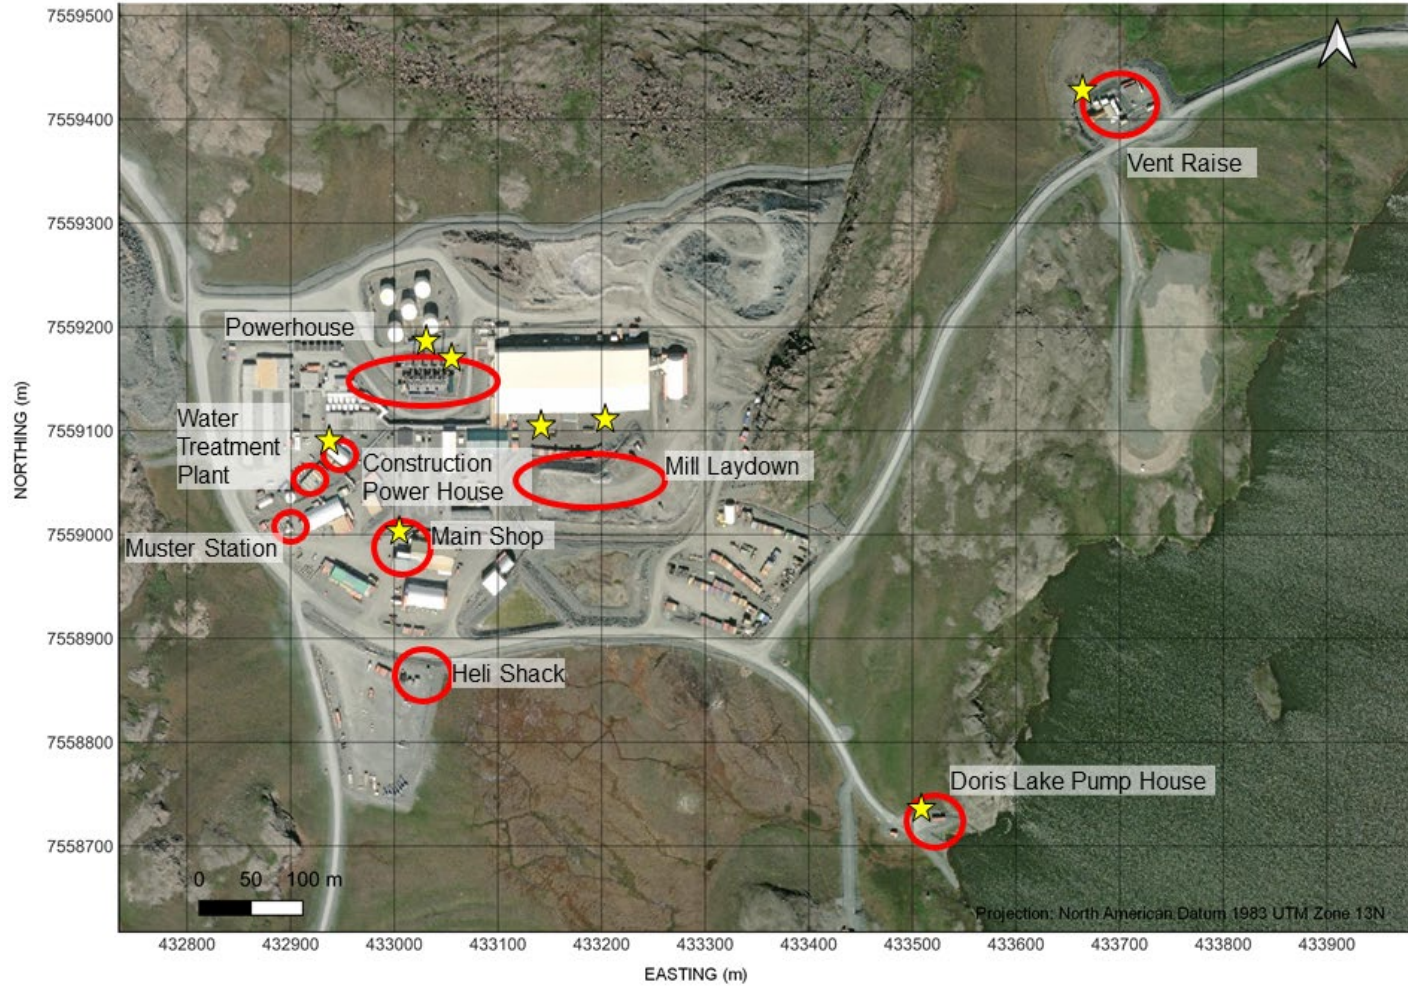 7559500
7559400
Vent Raise
7559300
7559200
Powerhouse
Water
Treatment
Plant
7559100
Construction
Power House
Mill Laydown
NORTHING (m)
7559000
Muster Station
Main Shop
7558900
Heli Shack
7558800
Doris Lake Pump House
7558700
0 50 100 m
Projection: North American Datum 1983 UTM Zone 13N
432800 432900 433000 433100 433200 433300 433400 433500 433600 433700 433800 433900
EASTING (m)